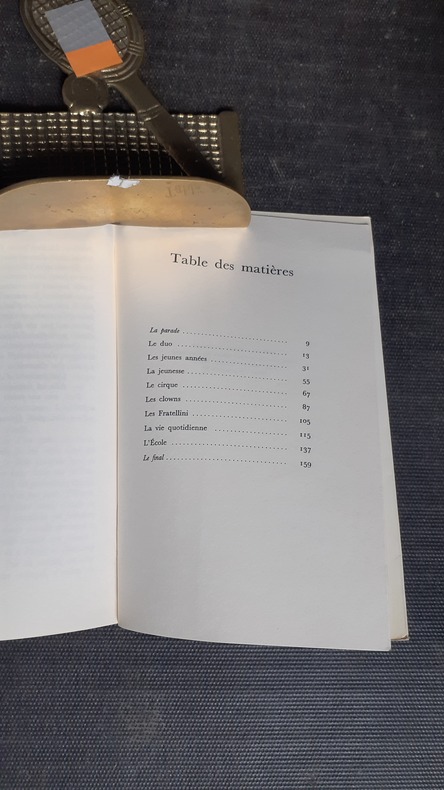 Table des matières
La parade .............................. 9
Le duo .............................. 13
Les jeunes années .............................. 31
La jeunesse .............................. 55
Le cirque .............................. 67
Les clowns .............................. 87
Les Fratellini .............................. 105
La vie quotidienne .............................. 115
L'École .............................. 137
Le final .............................. 159